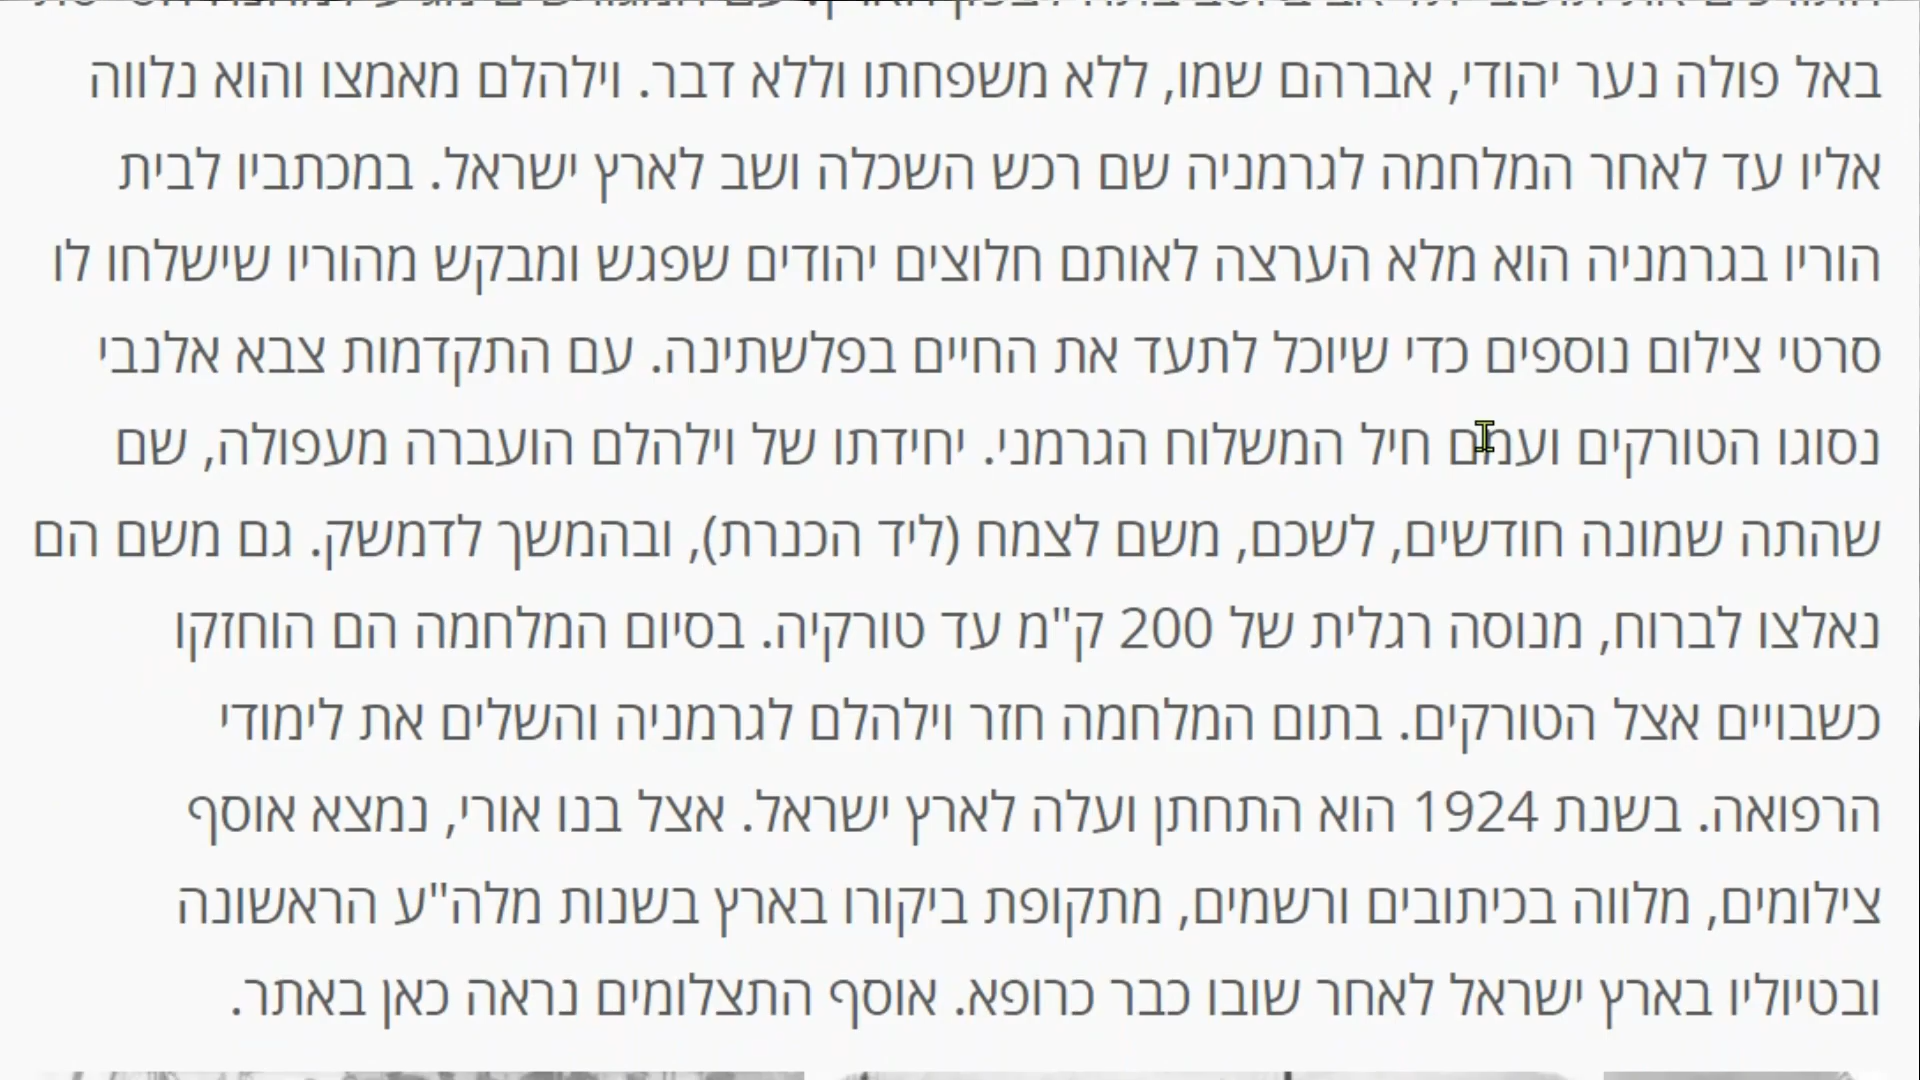 באל פולה נער יהודי, אברהם שמו, ללא משפחתו וללא דבר. וילהלם מאמצו והוא נלווה
אליו עד לאחר המלחמה לגרמניה שם רכש השכלה ושב לארץ ישראל. במכתביו לבית
הוריו בגרמניה הוא מלא הערצה לאותם חלוצים יהודים שפגש ומבקש מהוריו שישלחו לו
סרטי צילום נוספים כדי שיוכל לתעד את החיים בפלשתינה. עם התקדמות צבא אלנבי
נסוגו הטורקים ועמם חיל המשלוח הגרמני. יחידתו של וילהלם הועברה מעפולה, שם
שהתה שמונה חודשים, לשכם, משם לצמח (ליד הכנרת), ובהמשך לדמשק. גם משם הם
נאלצו לברוח, מנוסה רגלית של 200 ק"מ עד טורקיה. בסיום המלחמה הם הוחזקו
כשבויים אצל הטורקים. בתום המלחמה חזר וילהלם לגרמניה והשלים את לימודי
הרפואה. בשנת 1924 הוא התחתן ועלה לארץ ישראל. אצל בנו אורי, נמצא אוסף
צילומים, מלווה בכיתובים ורשמים, מתקופת ביקורו בארץ בשנות מלה"ע הראשונה
ובטיוליו בארץ ישראל לאחר שובו כבר כרופא. אוסף התצלומים נראה כאן באתר.